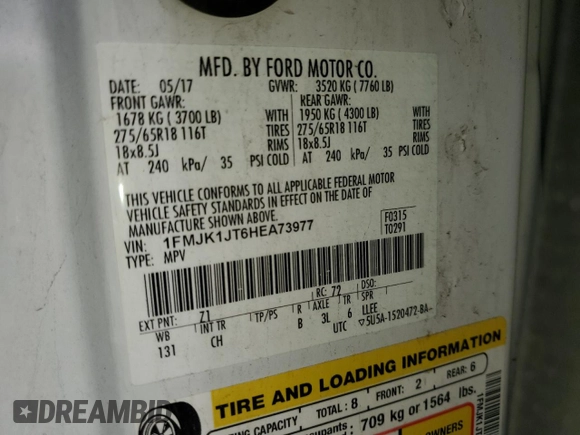 MFD. BY FORD MOTOR CO.
DATE: 05/17 GVWR: 3520 KG ( 7760 LB)
FRONT GAWR: REAR GAWR:
1678 KG ( 3700 LB) WITH 1950 KG ( 4300 LB) WITH
275/65R18 116T TIRES 275/65R18 116T TIRES
18x8.5J RIMS 18x8.5J RIMS
AT 240 kPa/ 35 PSI COLD AT 240 kPa/ 35 PSI COLD
THIS VEHICLE CONFORMS TO ALL APPLICABLE FEDERAL MOTOR
VEHICLE SAFETY STANDARDS IN EFFECT ON THE DATE OF
MANUFACTURE SHOWN ABOVE.
VIN: 1FMJK1JT6HEA73977 F0315
TYPE: MPV T0291
EXT PNT: Z1 RC: 72 DSO:
WB INT TR TP/PS R AXLE TR SPR
131 CH B 3L 6 LLEE
UTC 5U5A-1520472-BA
TIRE AND LOADING INFORMATION
SEATING CAPACITY TOTAL : 8 FRONT: 2 REAR: 6
709 kg or 1564 lbs.
OWNERS
DREAMBID